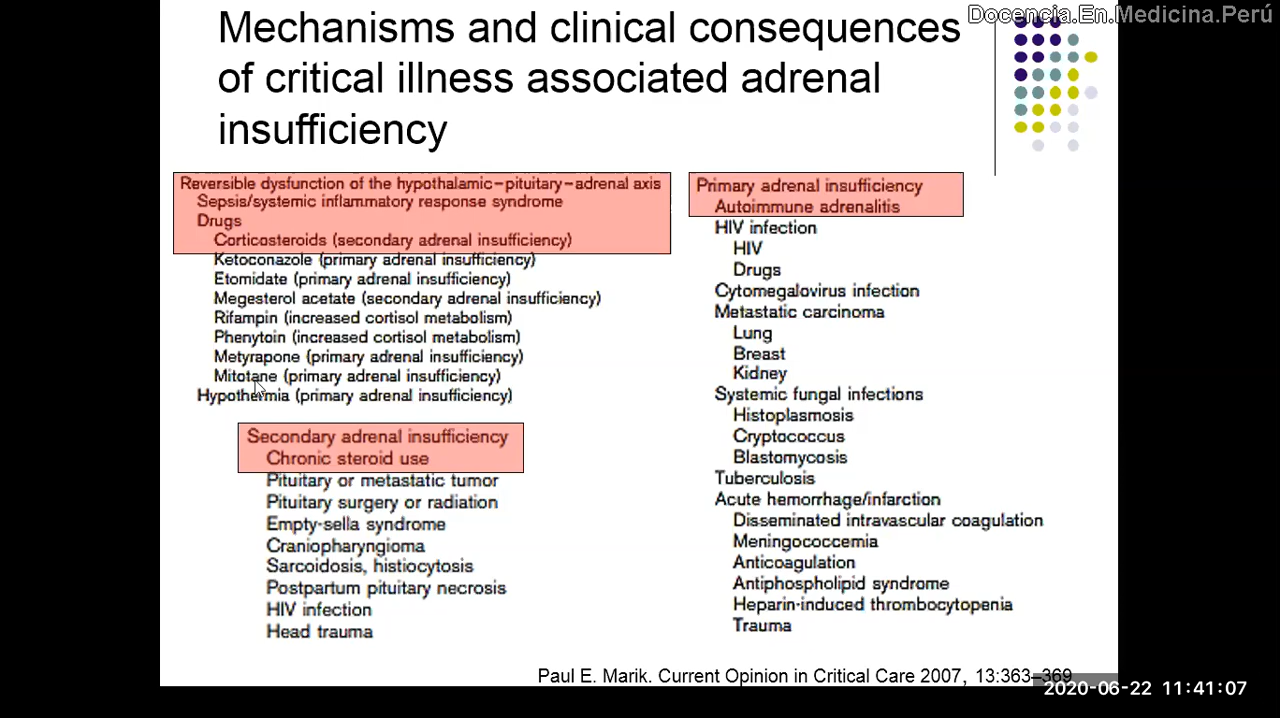 Docencia.En.Medicina.Perú
Mechanisms and clinical consequences
of critical illness associated adrenal
insufficiency
Reversible dysfunction of the hypothalamic–pituitary–adrenal axis
Sepsis/systemic inflammatory response syndrome
Drugs
Corticosteroids (secondary adrenal insufficiency)
Ketoconazole (primary adrenal insufficiency)
Etomidate (primary adrenal insufficiency)
Megesterol acetate (secondary adrenal insufficiency)
Rifampin (increased cortisol metabolism)
Phenytoin (increased cortisol metabolism)
Metyrapone (primary adrenal insufficiency)
Mitotane (primary adrenal insufficiency)
Hypothermia (primary adrenal insufficiency)
Secondary adrenal insufficiency
Chronic steroid use
Pituitary or metastatic tumor
Pituitary surgery or radiation
Empty-sella syndrome
Craniopharyngioma
Sarcoidosis, histiocytosis
Postpartum pituitary necrosis
HIV infection
Head trauma
Primary adrenal insufficiency
Autoimmune adrenalitis
HIV infection
HIV
Drugs
Cytomegalovirus infection
Metastatic carcinoma
Lung
Breast
Kidney
Systemic fungal infections
Histoplasmosis
Cryptococcus
Blastomycosis
Tuberculosis
Acute hemorrhage/infarction
Disseminated intravascular coagulation
Meningococcemia
Anticoagulation
Antiphospholipid syndrome
Heparin-induced thrombocytopenia
Trauma
Paul E. Marik. Current Opinion in Critical Care 2007, 13:363–369
2020-06-22 11:41:07